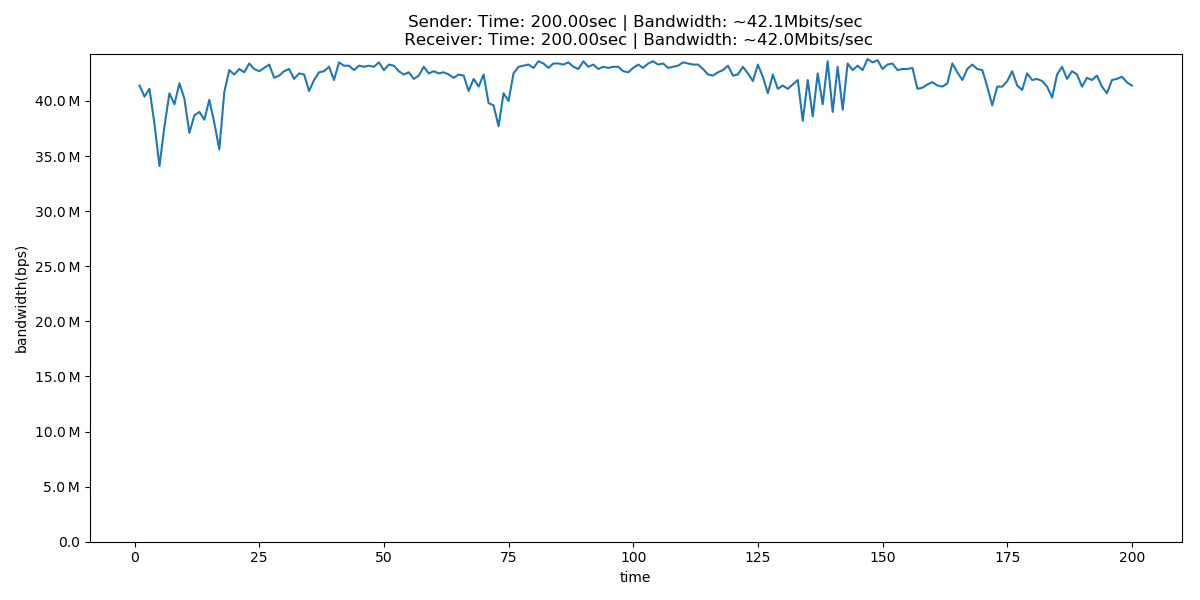 Sender: Time: 200.00sec | Bandwidth: ~42.1Mbits/sec
Receiver: Time: 200.00sec | Bandwidth: ~42.0Mbits/sec
bandwidth(bps)
40.0 M
35.0 M
30.0 M
25.0 M
20.0 M
15.0 M
10.0 M
5.0 M
0.0
0 25 50 75 100 125 150 175 200
time